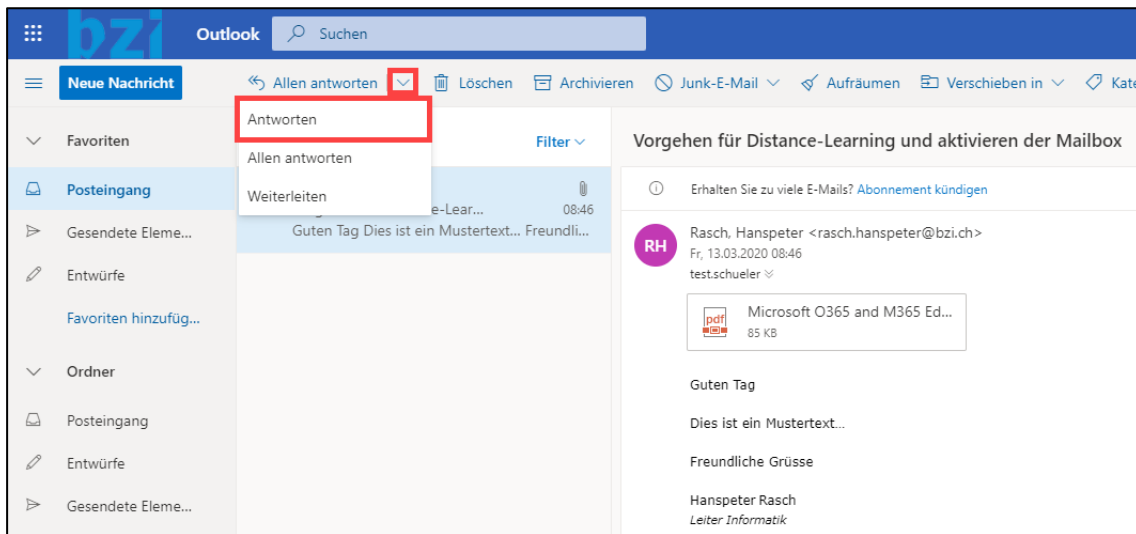 bzi
Outlook
Suchen
Neue Nachricht
Allen antworten
Löschen
Archivieren
Junk-E-Mail
Aufräumen
Verschieben in
Kate
Antworten
Allen antworten
Weiterleiten
Favoriten
Posteingang
Gesendete Eleme...
Entwürfe
Favoriten hinzufüg...
Ordner
Posteingang
Entwürfe
Gesendete Eleme...
Filter
e-Lear...
08:46
Guten Tag Dies ist ein Mustertext... Freundli...
Vorgehen für Distance-Learning und aktivieren der Mailbox
Erhalten Sie zu viele E-Mails? Abonnement kündigen
RH
Rasch, Hanspeter <rasch.hanspeter@bzi.ch>
Fr, 13.03.2020 08:46
test.schueler
pdf
Microsoft O365 and M365 Ed...
85 KB
Guten Tag
Dies ist ein Mustertext...
Freundliche Grüsse
Hanspeter Rasch
Leiter Informatik